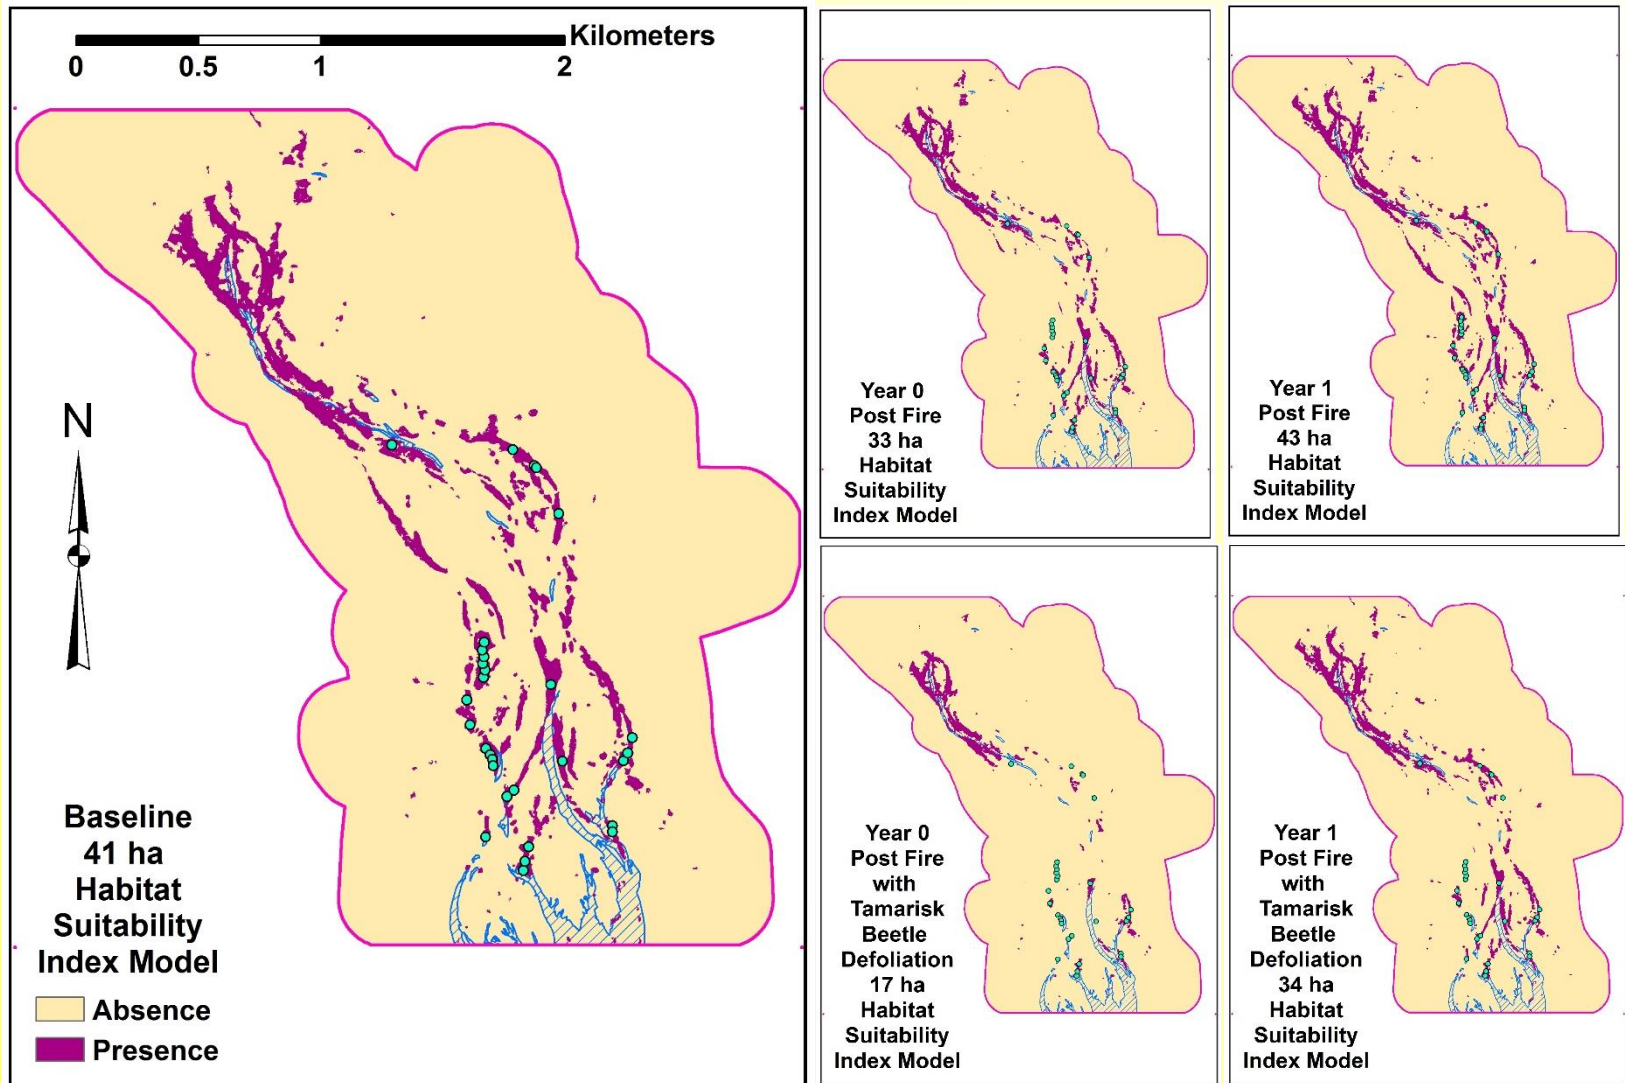 Kilometers
0 0.5 1 2
N
Baseline
41 ha
Habitat
Suitability
Index Model
Absence
Presence
Year 0
Post Fire
33 ha
Habitat
Suitability
Index Model
Year 1
Post Fire
43 ha
Habitat
Suitability
Index Model
Year 0
Post Fire
with
Tamarisk
Beetle
Defoliation
17 ha
Habitat
Suitability
Index Model
Year 1
Post Fire
with
Tamarisk
Beetle
Defoliation
34 ha
Habitat
Suitability
Index Model